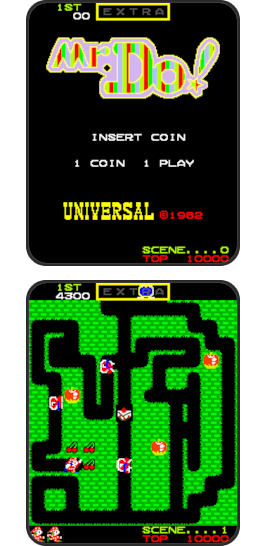 1ST
00 EXTRA
Mr. Do!
INSERT COIN
1 COIN 1 PLAY
UNIVERSAL ©1982
SCENE....0
TOP 10000
1ST
4300 EXTRA
SCENE....1
TOP 10000